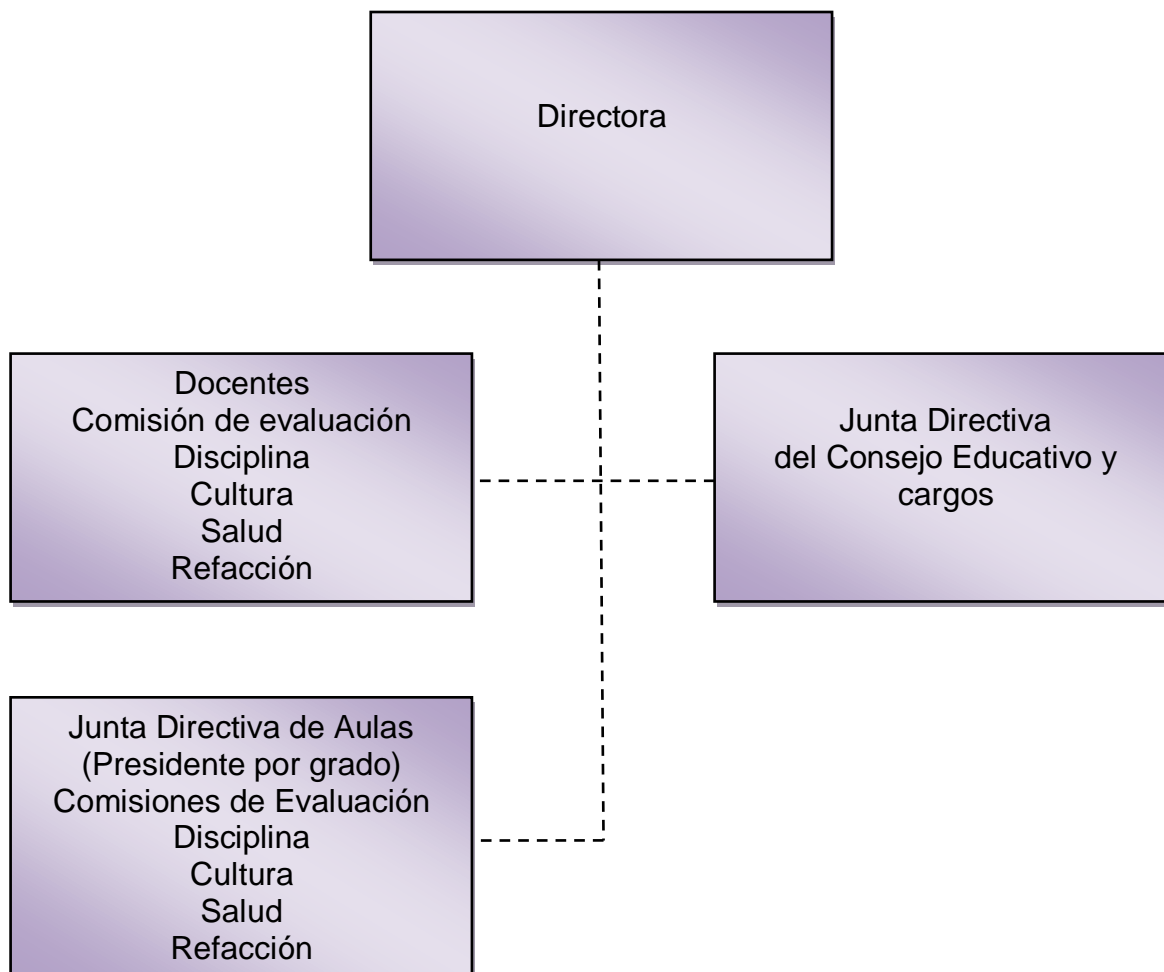 Directora
Docentes
Comisión de evaluación
Disciplina
Cultura
Salud
Refacción
Junta Directiva
del Consejo Educativo y
cargos
Junta Directiva de Aulas
(Presidente por grado)
Comisiones de Evaluación
Disciplina
Cultura
Salud
Refacción